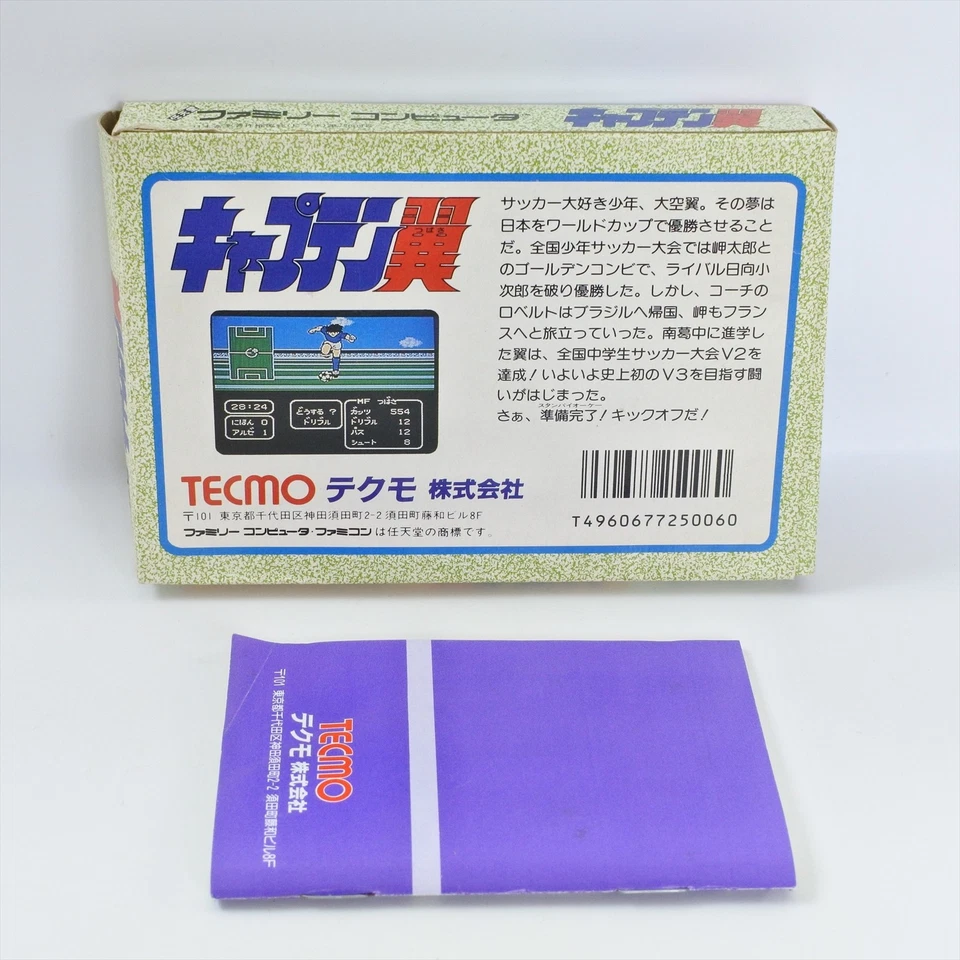 ファミリー コンピュータ キャプテン翼
キャプテン翼
つばさ
サッカー大好き少年、大空翼。その夢は
日本をワールドカップで優勝させること
だ。全国少年サッカー大会では岬太郎と
のゴールデンコンビで、ライバル日向小
次郎を破り優勝した。しかし、コーチの
ロベルトはブラジルへ帰国、岬もフラン
スへと旅立っていった。南葛中に進学し
た翼は、全国中学生サッカー大会V2を
達成！いよいよ史上初のV3を目指す闘
いがはじまった。
スタンバイオーケー
さぁ、準備完了！キックオフだ！
28:24
にほん 0
アルゼ 1
どうする？
ドリブル
MF つばさ
ガッツ 554
ドリブル 12
パス 12
シュート 8
TECMO テクモ 株式会社
〒101 東京都千代田区神田須田町2-2 須田町藤和ビル8F
ファミリー コンピュータ・ファミコンは任天堂の商標です。
T4960677250060
TECMO
テクモ 株式会社
〒101 東京都千代田区神田須田町2-2 須田町藤和ビル8F